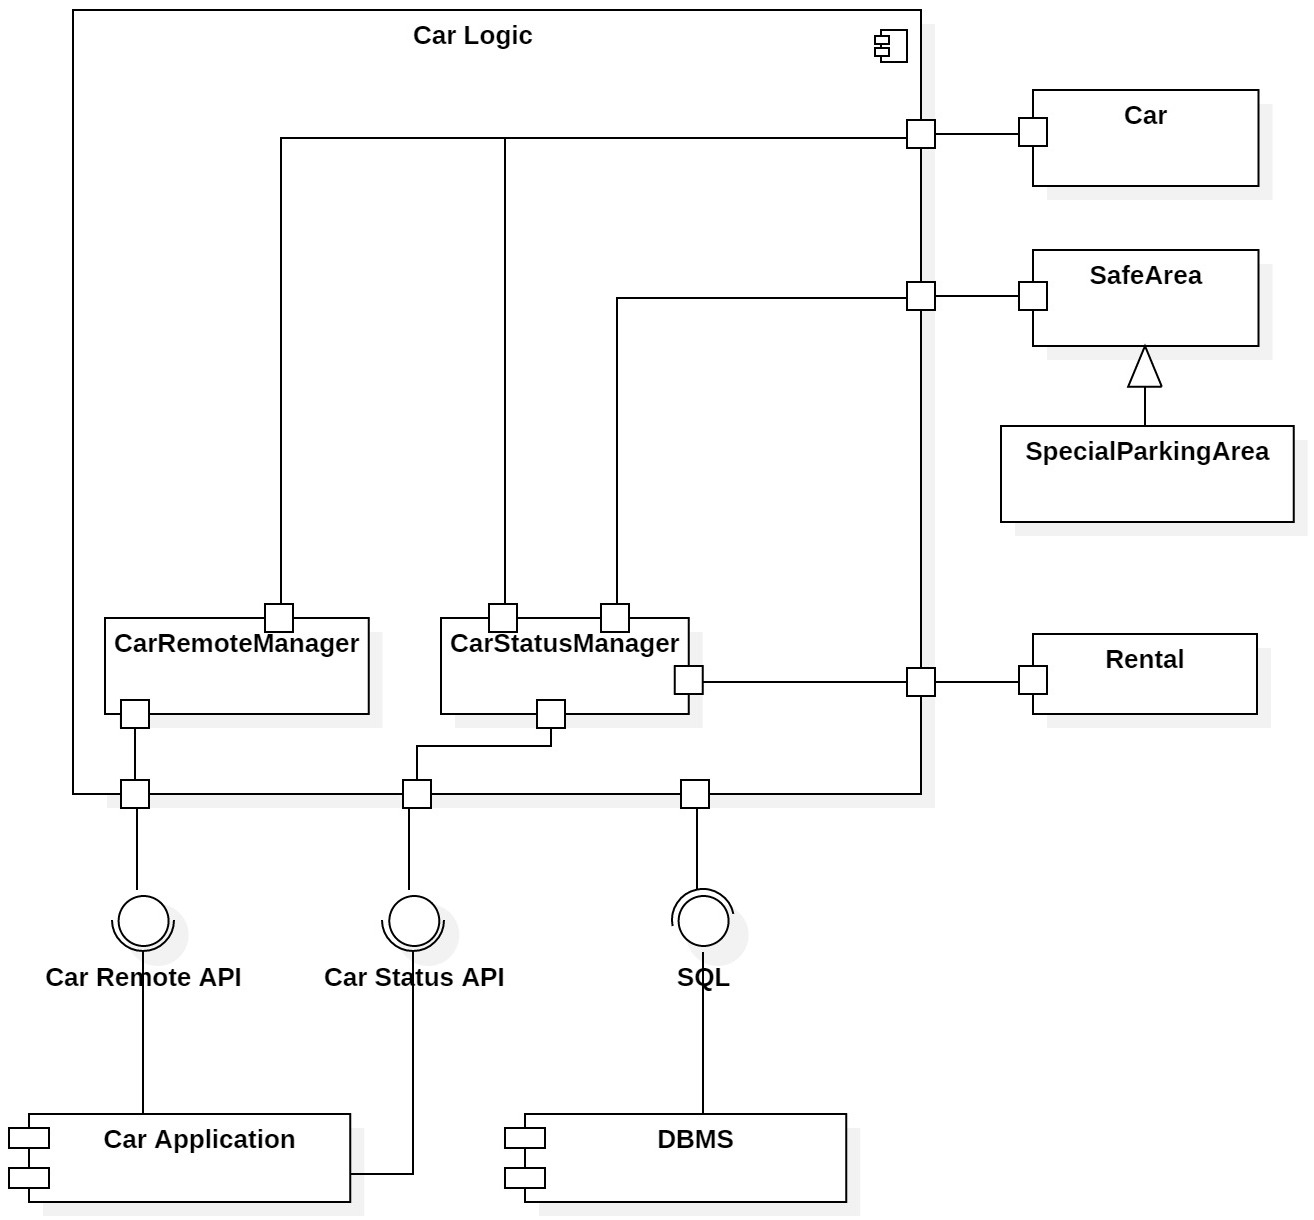 Car Logic
Car
SafeArea
SpecialParkingArea
CarRemoteManager
CarStatusManager
Rental
Car Remote API
Car Status API
SQL
Car Application
DBMS